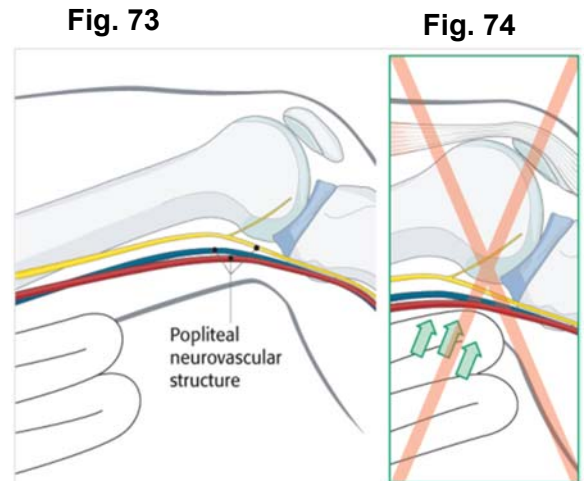 Fig. 73
Fig. 74
Popliteal
neurovascular
structure